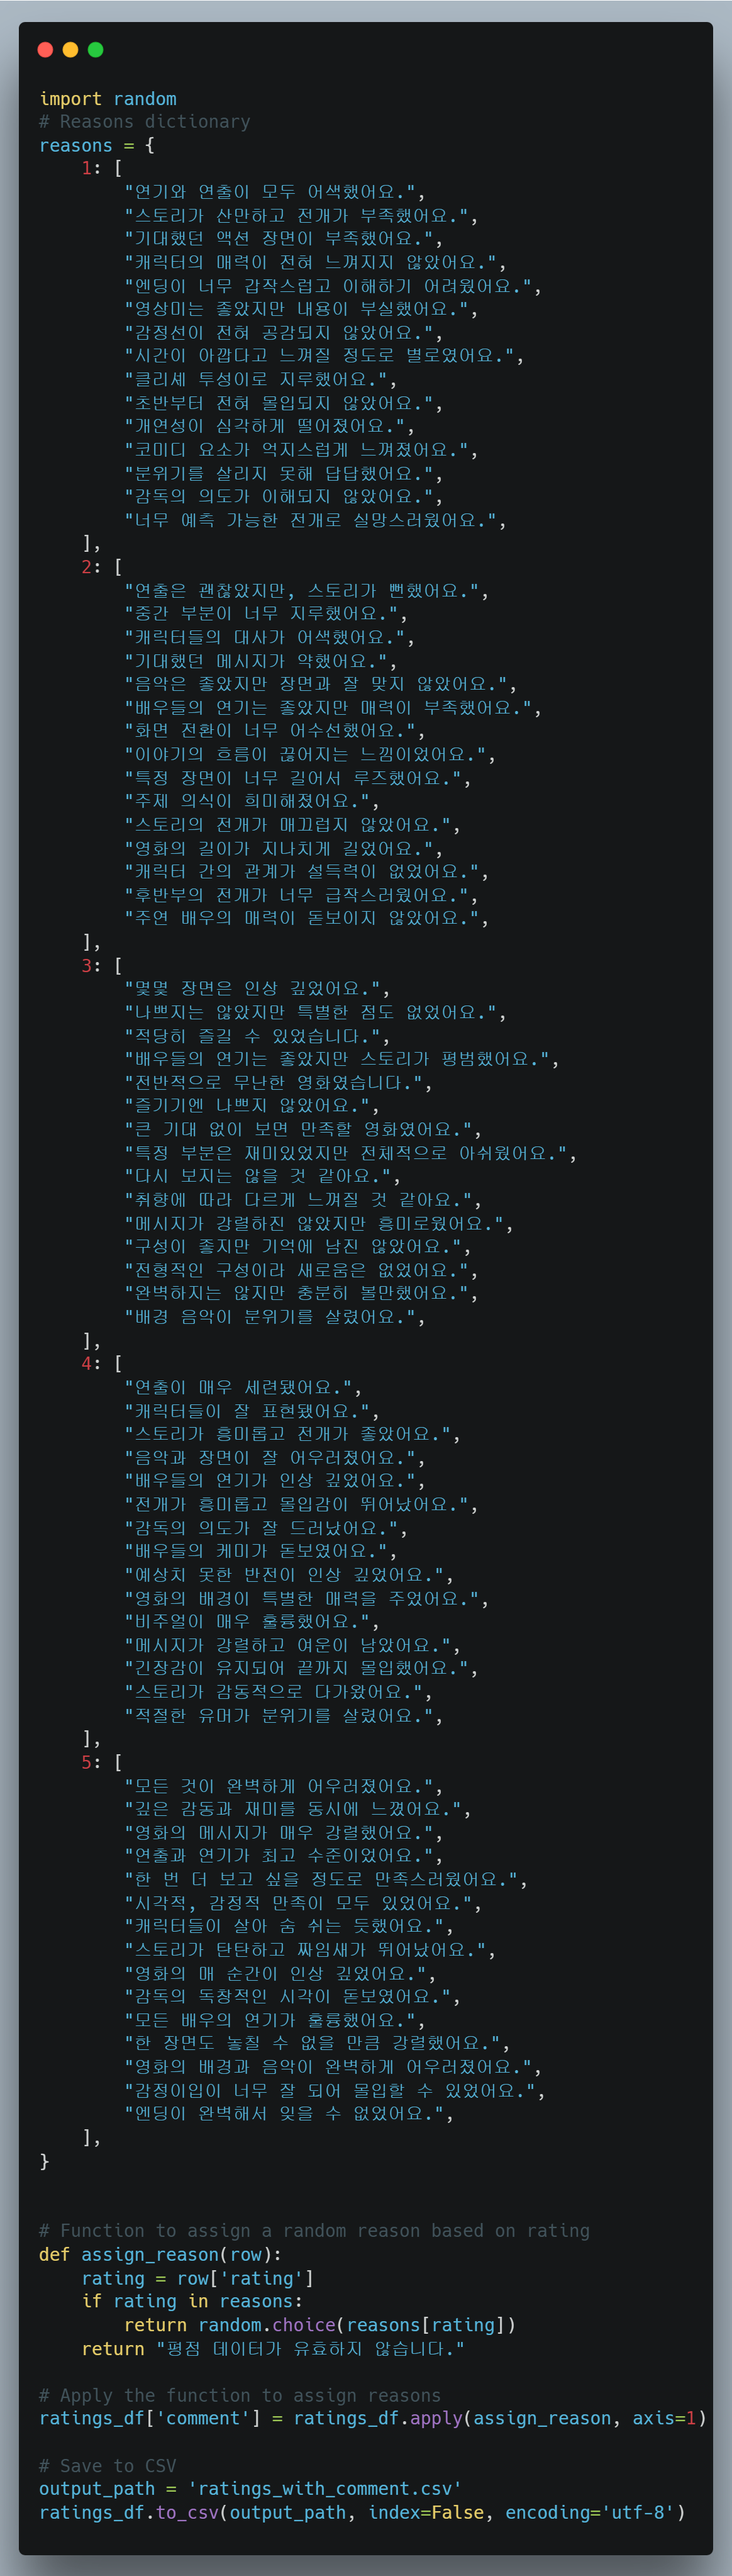 import random
# Reasons dictionary
reasons = {
    1: [
        "연기와 연출이 모두 어색했어요.",
        "스토리가 산만하고 전개가 부족했어요.",
        "기대했던 액션 장면이 부족했어요.",
        "캐릭터의 매력이 전혀 느껴지지 않았어요.",
        "엔딩이 너무 갑작스럽고 이해하기 어려웠어요.",
        "영상미는 좋았지만 내용이 부실했어요.",
        "감정선이 전혀 공감되지 않았어요.",
        "시간이 아깝다고 느껴질 정도로 별로였어요.",
        "클리셰 투성이로 지루했어요.",
        "초반부터 전혀 몰입되지 않았어요.",
        "개연성이 심각하게 떨어졌어요.",
        "코미디 요소가 억지스럽게 느껴졌어요.",
        "분위기를 살리지 못해 답답했어요.",
        "감독의 의도가 이해되지 않았어요.",
        "너무 예측 가능한 전개로 실망스러웠어요.",
    ],
    2: [
        "연출은 괜찮았지만, 스토리가 뻔했어요.",
        "중간 부분이 너무 지루했어요.",
        "캐릭터들의 대사가 어색했어요.",
        "기대했던 메시지가 약했어요.",
        "음악은 좋았지만 장면과 잘 맞지 않았어요.",
        "배우들의 연기는 좋았지만 매력이 부족했어요.",
        "화면 전환이 너무 어수선했어요.",
        "이야기의 흐름이 끊어지는 느낌이었어요.",
        "특정 장면이 너무 길어서 루즈했어요.",
        "주제 의식이 희미해졌어요.",
        "스토리의 전개가 매끄럽지 않았어요.",
        "영화의 길이가 지나치게 길었어요.",
        "캐릭터 간의 관계가 설득력이 없었어요.",
        "후반부의 전개가 너무 급작스러웠어요.",
        "주연 배우의 매력이 돋보이지 않았어요.",
    ],
    3: [
        "몇몇 장면은 인상 깊었어요.",
        "나쁘지는 않았지만 특별한 점도 없었어요.",
        "적당히 즐길 수 있었습니다.",
        "배우들의 연기는 좋았지만 스토리가 평범했어요.",
        "전반적으로 무난한 영화였습니다.",
        "즐기기엔 나쁘지 않았어요.",
        "큰 기대 없이 보면 만족할 영화였어요.",
        "특정 부분은 재미있었지만 전체적으로 아쉬웠어요.",
        "다시 보지는 않을 것 같아요.",
        "취향에 따라 다르게 느껴질 것 같아요.",
        "메시지가 강렬하진 않았지만 흥미로웠어요.",
        "구성이 좋지만 기억에 남진 않았어요.",
        "전형적인 구성이라 새로움은 없었어요.",
        "완벽하지는 않지만 충분히 볼만했어요.",
        "배경 음악이 분위기를 살렸어요.",
    ],
    4: [
        "연출이 매우 세련됐어요.",
        "캐릭터들이 잘 표현됐어요.",
        "스토리가 흥미롭고 전개가 좋았어요.",
        "음악과 장면이 잘 어우러졌어요.",
        "배우들의 연기가 인상 깊었어요.",
        "전개가 흥미롭고 몰입감이 뛰어났어요.",
        "감독의 의도가 잘 드러났어요.",
        "배우들의 케미가 돋보였어요.",
        "예상치 못한 반전이 인상 깊었어요.",
        "영화의 배경이 특별한 매력을 주었어요.",
        "비주얼이 매우 훌륭했어요.",
        "메시지가 강렬하고 여운이 남았어요.",
        "긴장감이 유지되어 끝까지 몰입했어요.",
        "스토리가 감동적으로 다가왔어요.",
        "적절한 유머가 분위기를 살렸어요.",
    ],
    5: [
        "모든 것이 완벽하게 어우러졌어요.",
        "깊은 감동과 재미를 동시에 느꼈어요.",
        "영화의 메시지가 매우 강렬했어요.",
        "연출과 연기가 최고 수준이었어요.",
        "한 번 더 보고 싶을 정도로 만족스러웠어요.",
        "시각적, 감정적 만족이 모두 있었어요.",
        "캐릭터들이 살아 숨 쉬는 듯했어요.",
        "스토리가 탄탄하고 짜임새가 뛰어났어요.",
        "영화의 매 순간이 인상 깊었어요.",
        "감독의 독창적인 시각이 돋보였어요.",
        "모든 배우의 연기가 훌륭했어요.",
        "한 장면도 놓칠 수 없을 만큼 강렬했어요.",
        "영화의 배경과 음악이 완벽하게 어우러졌어요.",
        "감정이입이 너무 잘 되어 몰입할 수 있었어요.",
        "엔딩이 완벽해서 잊을 수 없었어요.",
    ],
}
# Function to assign a random reason based on rating
def assign_reason(row):
    rating = row['rating']
    if rating in reasons:
        return random.choice(reasons[rating])
    return "평점 데이터가 유효하지 않습니다."
# Apply the function to assign reasons
ratings_df['comment'] = ratings_df.apply(assign_reason, axis=1)
# Save to CSV
output_path = 'ratings_with_comment.csv'
ratings_df.to_csv(output_path, index=False, encoding='utf-8')